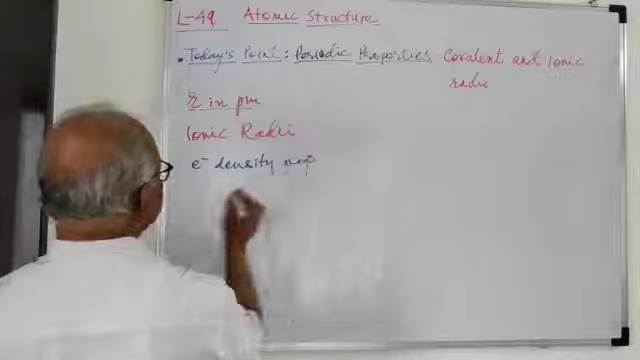 L-49 Atomic Structure
• Today's Point: Periodic Properties Covalent and Ionic
radii
r in pm
Ionic Radii
e⁻ density map